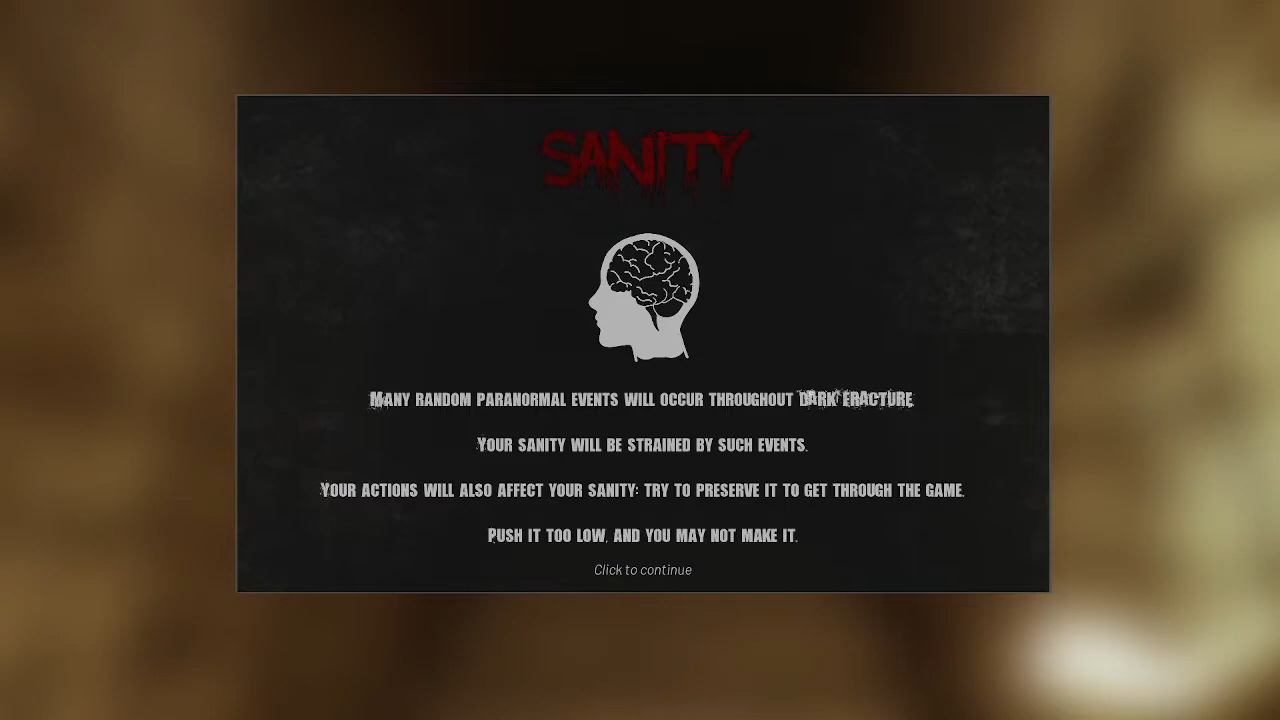 SANITY
MANY RANDOM PARANORMAL EVENTS WILL OCCUR THROUGHOUT DARK FRACTURE
YOUR SANITY WILL BE STRAINED BY SUCH EVENTS.
YOUR ACTIONS WILL ALSO AFFECT YOUR SANITY: TRY TO PRESERVE IT TO GET THROUGH THE GAME.
PUSH IT TOO LOW, AND YOU MAY NOT MAKE IT.
Click to continue